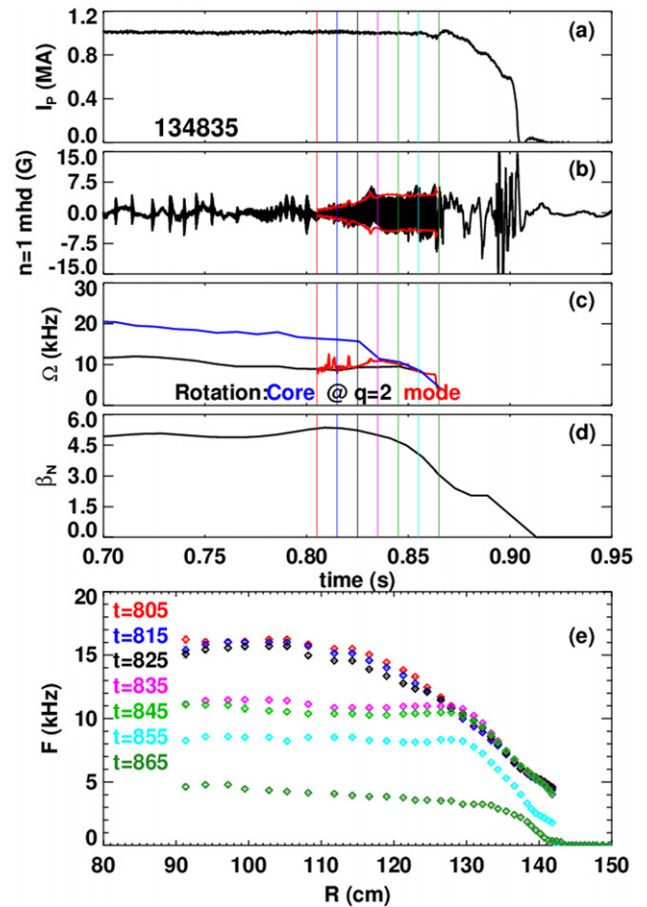 1.2
(a)
0.8
Iₚ (MA)
0.4
134835
0.0
15.0
(b)
7.5
n=1 mhd (G)
0.0
-7.5
-15.0
30
(c)
20
Ω (kHz)
10
Rotation:Core @ q=2 mode
0
6.0
(d)
4.5
β_N
3.0
1.5
0.0
0.70 0.75 0.80 0.85 0.90 0.95
time (s)
20
t=805
(e)
t=815
15
t=825
t=835
F (kHz)
10
t=845
t=855
5
t=865
0
80 90 100 110 120 130 140 150
R (cm)